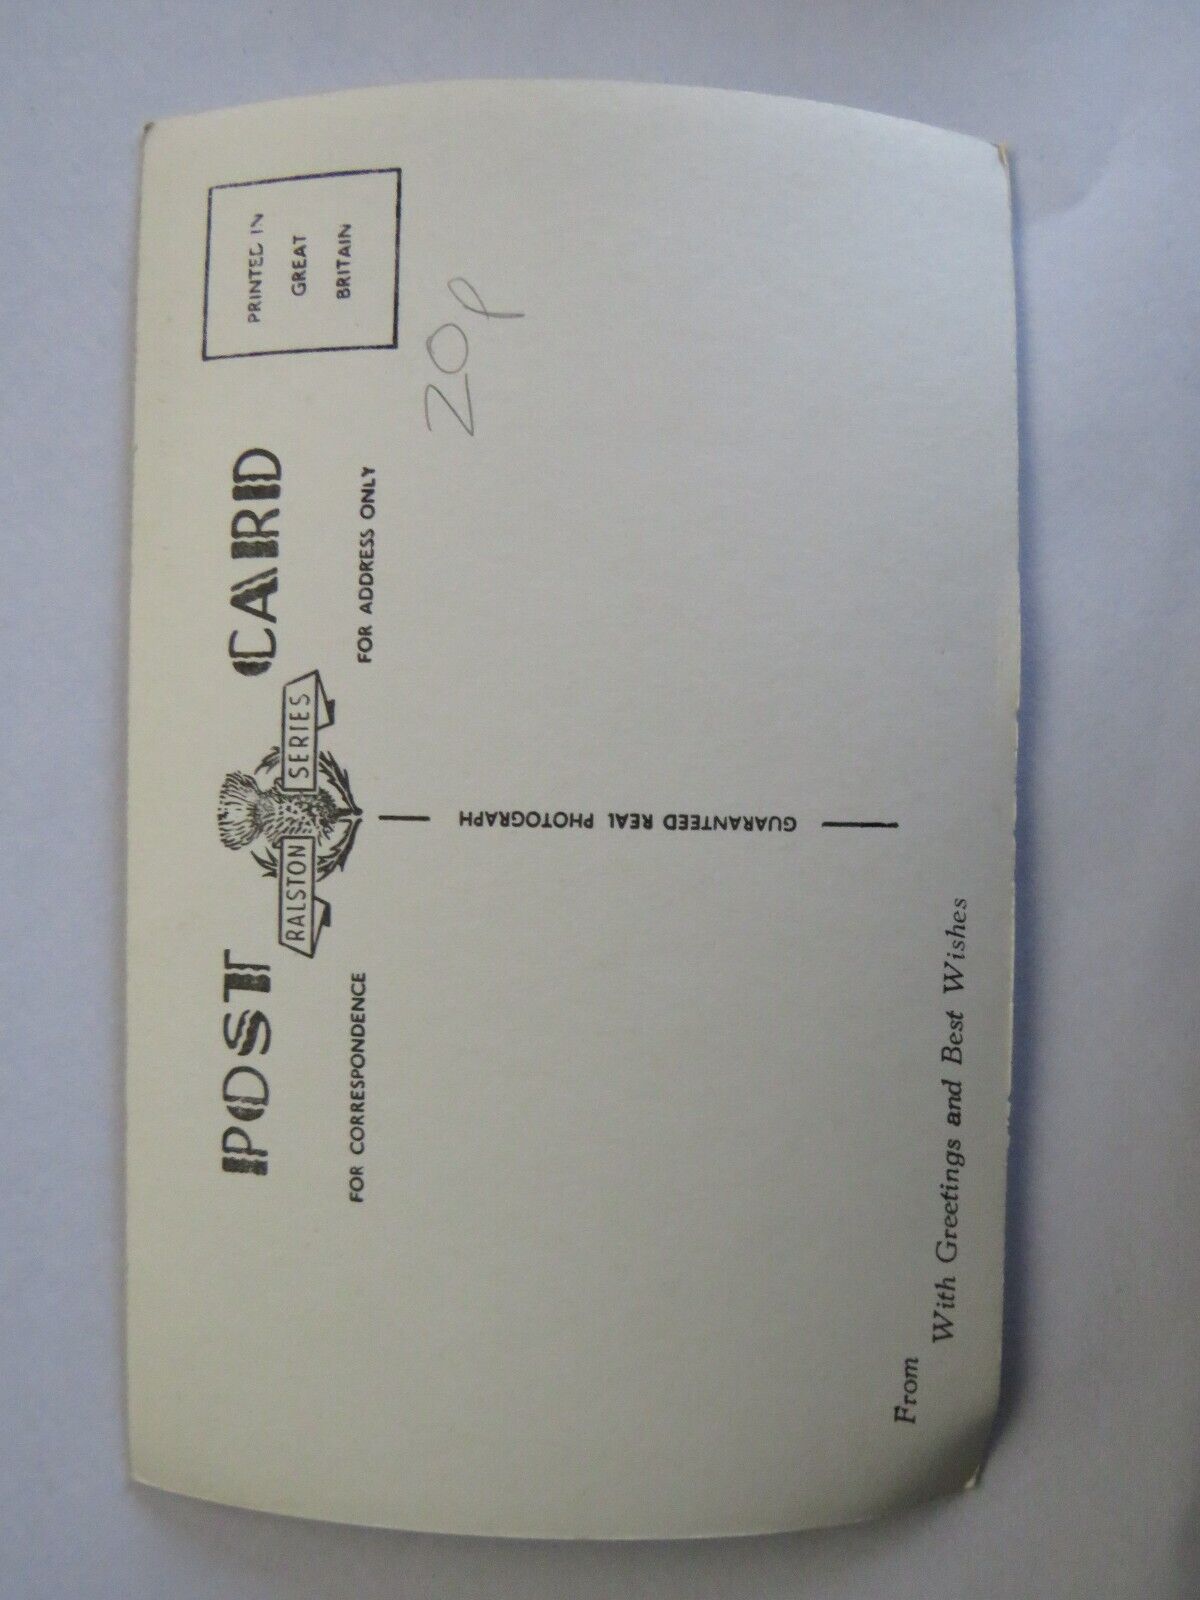 POST CARD
RALSTON SERIES
PRINTED IN
GREAT
BRITAIN
FOR CORRESPONDENCE
FOR ADDRESS ONLY
20p
GUARANTEED REAL PHOTOGRAPH
From
With Greetings and Best Wishes